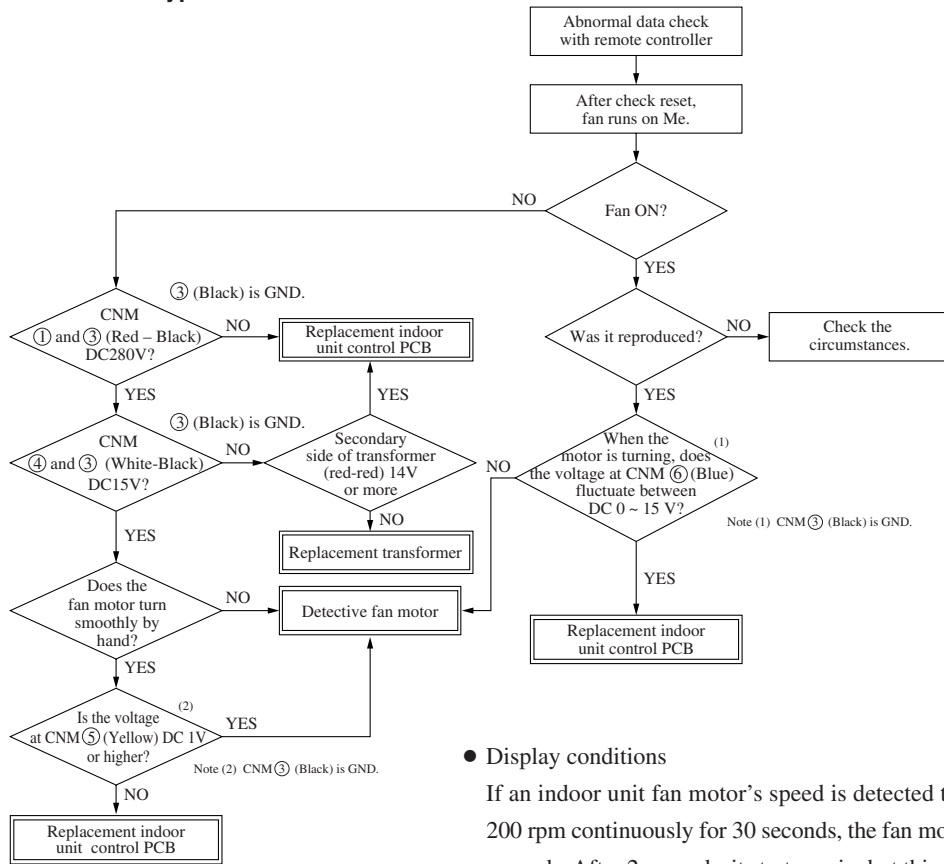 Abnormal data check
with remote controller
After check reset,
fan runs on Me.
NO
Fan ON?
YES
③ (Black) is GND.
CNM
① and ③ (Red – Black)
DC280V?
NO
Replacement indoor
unit control PCB
Was it reproduced?
NO
Check the
circumstances.
YES
YES
YES
③ (Black) is GND.
CNM
④ and ③ (White-Black)
DC15V?
NO
Secondary
side of transformer
(red-red) 14V
or more
NO
When the
motor is turning, does
the voltage at CNM ⑥ (Blue)
fluctuate between
DC 0 ~ 15 V?
(1)
Note (1) CNM ③ (Black) is GND.
YES
NO
Replacement transformer
YES
Does the
fan motor turn
smoothly by
hand?
NO
Detective fan motor
Replacement indoor
unit control PCB
YES
Is the voltage
at CNM ⑤ (Yellow) DC 1V
or higher?
(2)
YES
Note (2) CNM ③ (Black) is GND.
NO
Replacement indoor
unit control PCB
● Display conditions
If an indoor unit fan motor's speed is detected
200 rpm continuously for 30 seconds, the fan